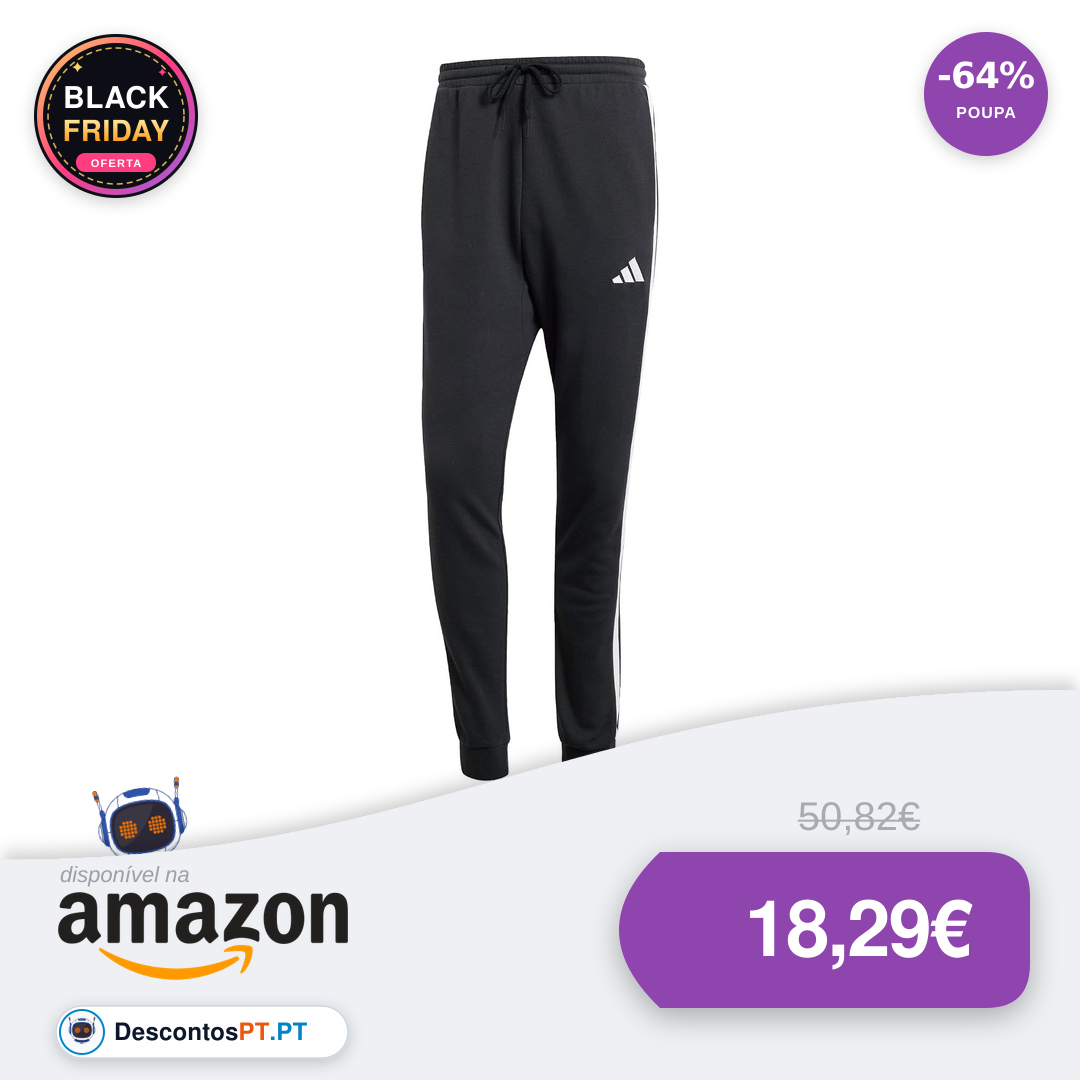 BLACK
FRIDAY
OFERTA
-64%
POUPA
50,82€
18,29€
disponível na
amazon
DescontosPT.PT